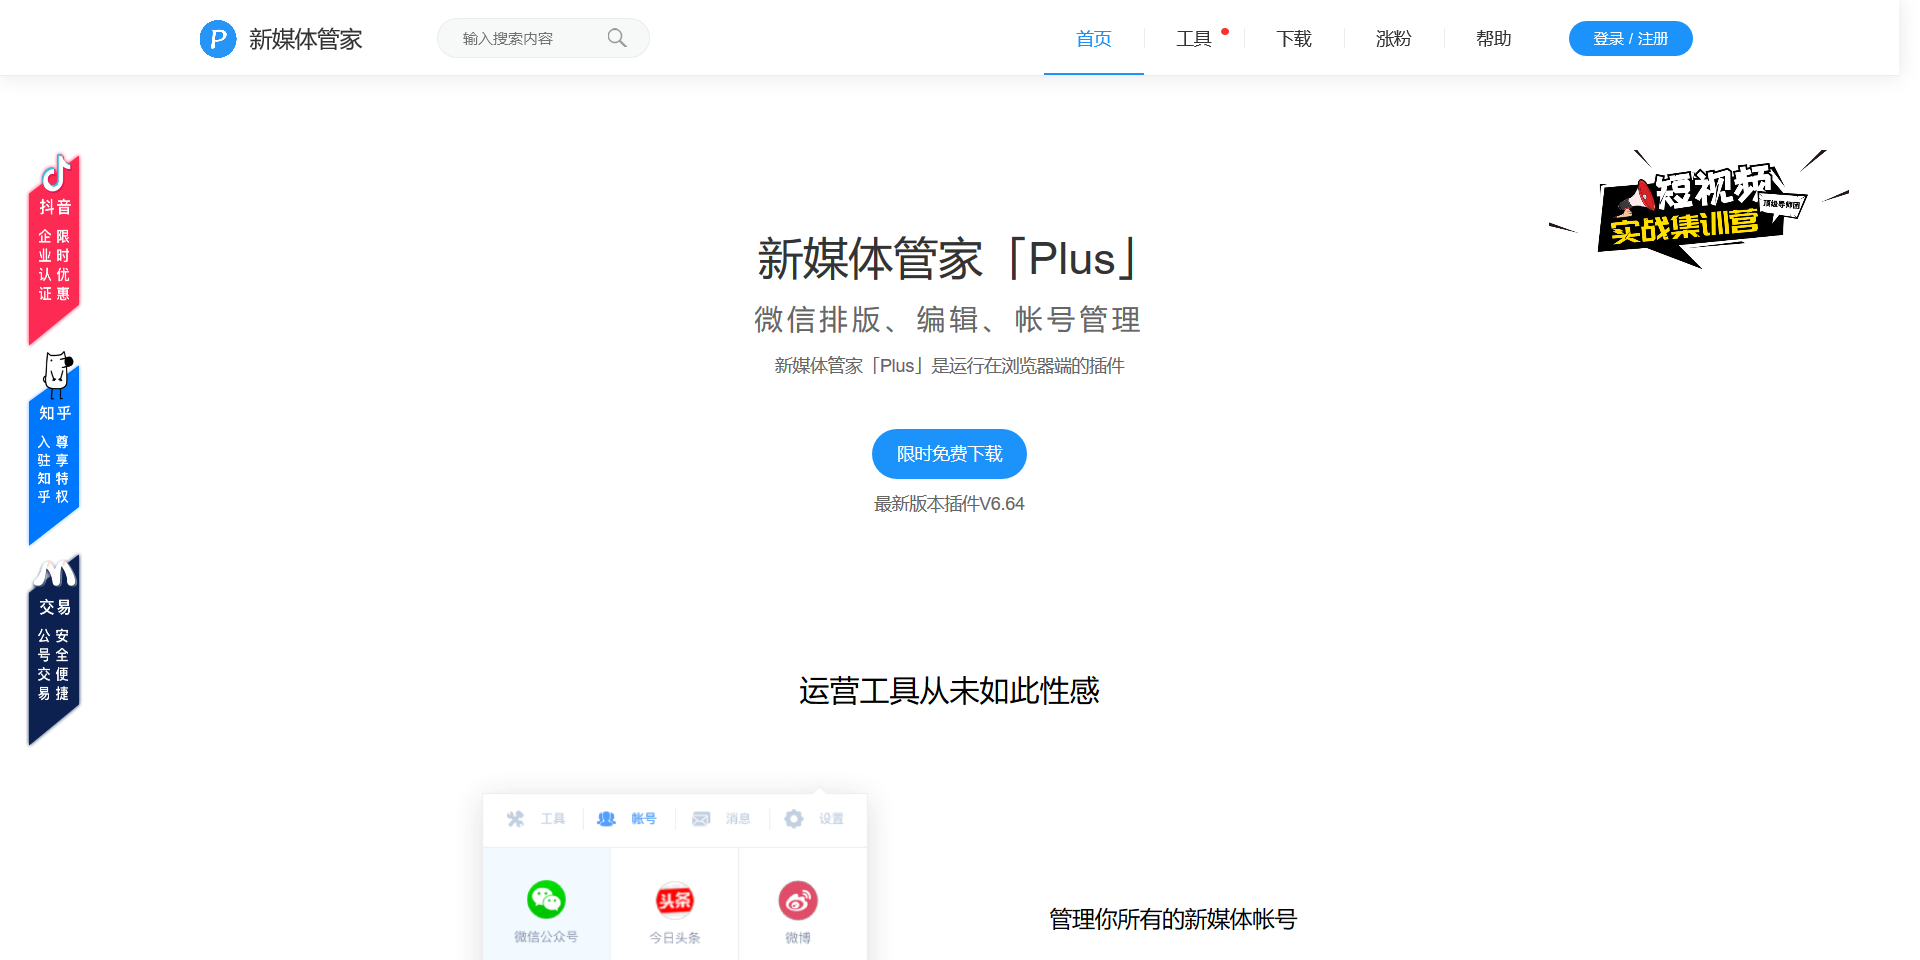 新媒体管家
输入搜索内容
首页
工具
下载
涨粉
帮助
登录 / 注册
抖音
限时优惠
企业认证
知乎
尊享特权
入驻知乎
交易
安全便捷
公号交易
短视频
顶级导师团
实战集训营
新媒体管家「Plus」
微信排版、编辑、帐号管理
新媒体管家「Plus」是运行在浏览器端的插件
限时免费下载
最新版本插件V6.64
运营工具从未如此性感
工具
帐号
消息
设置
头条
微信公众号
今日头条
微博
管理你所有的新媒体帐号